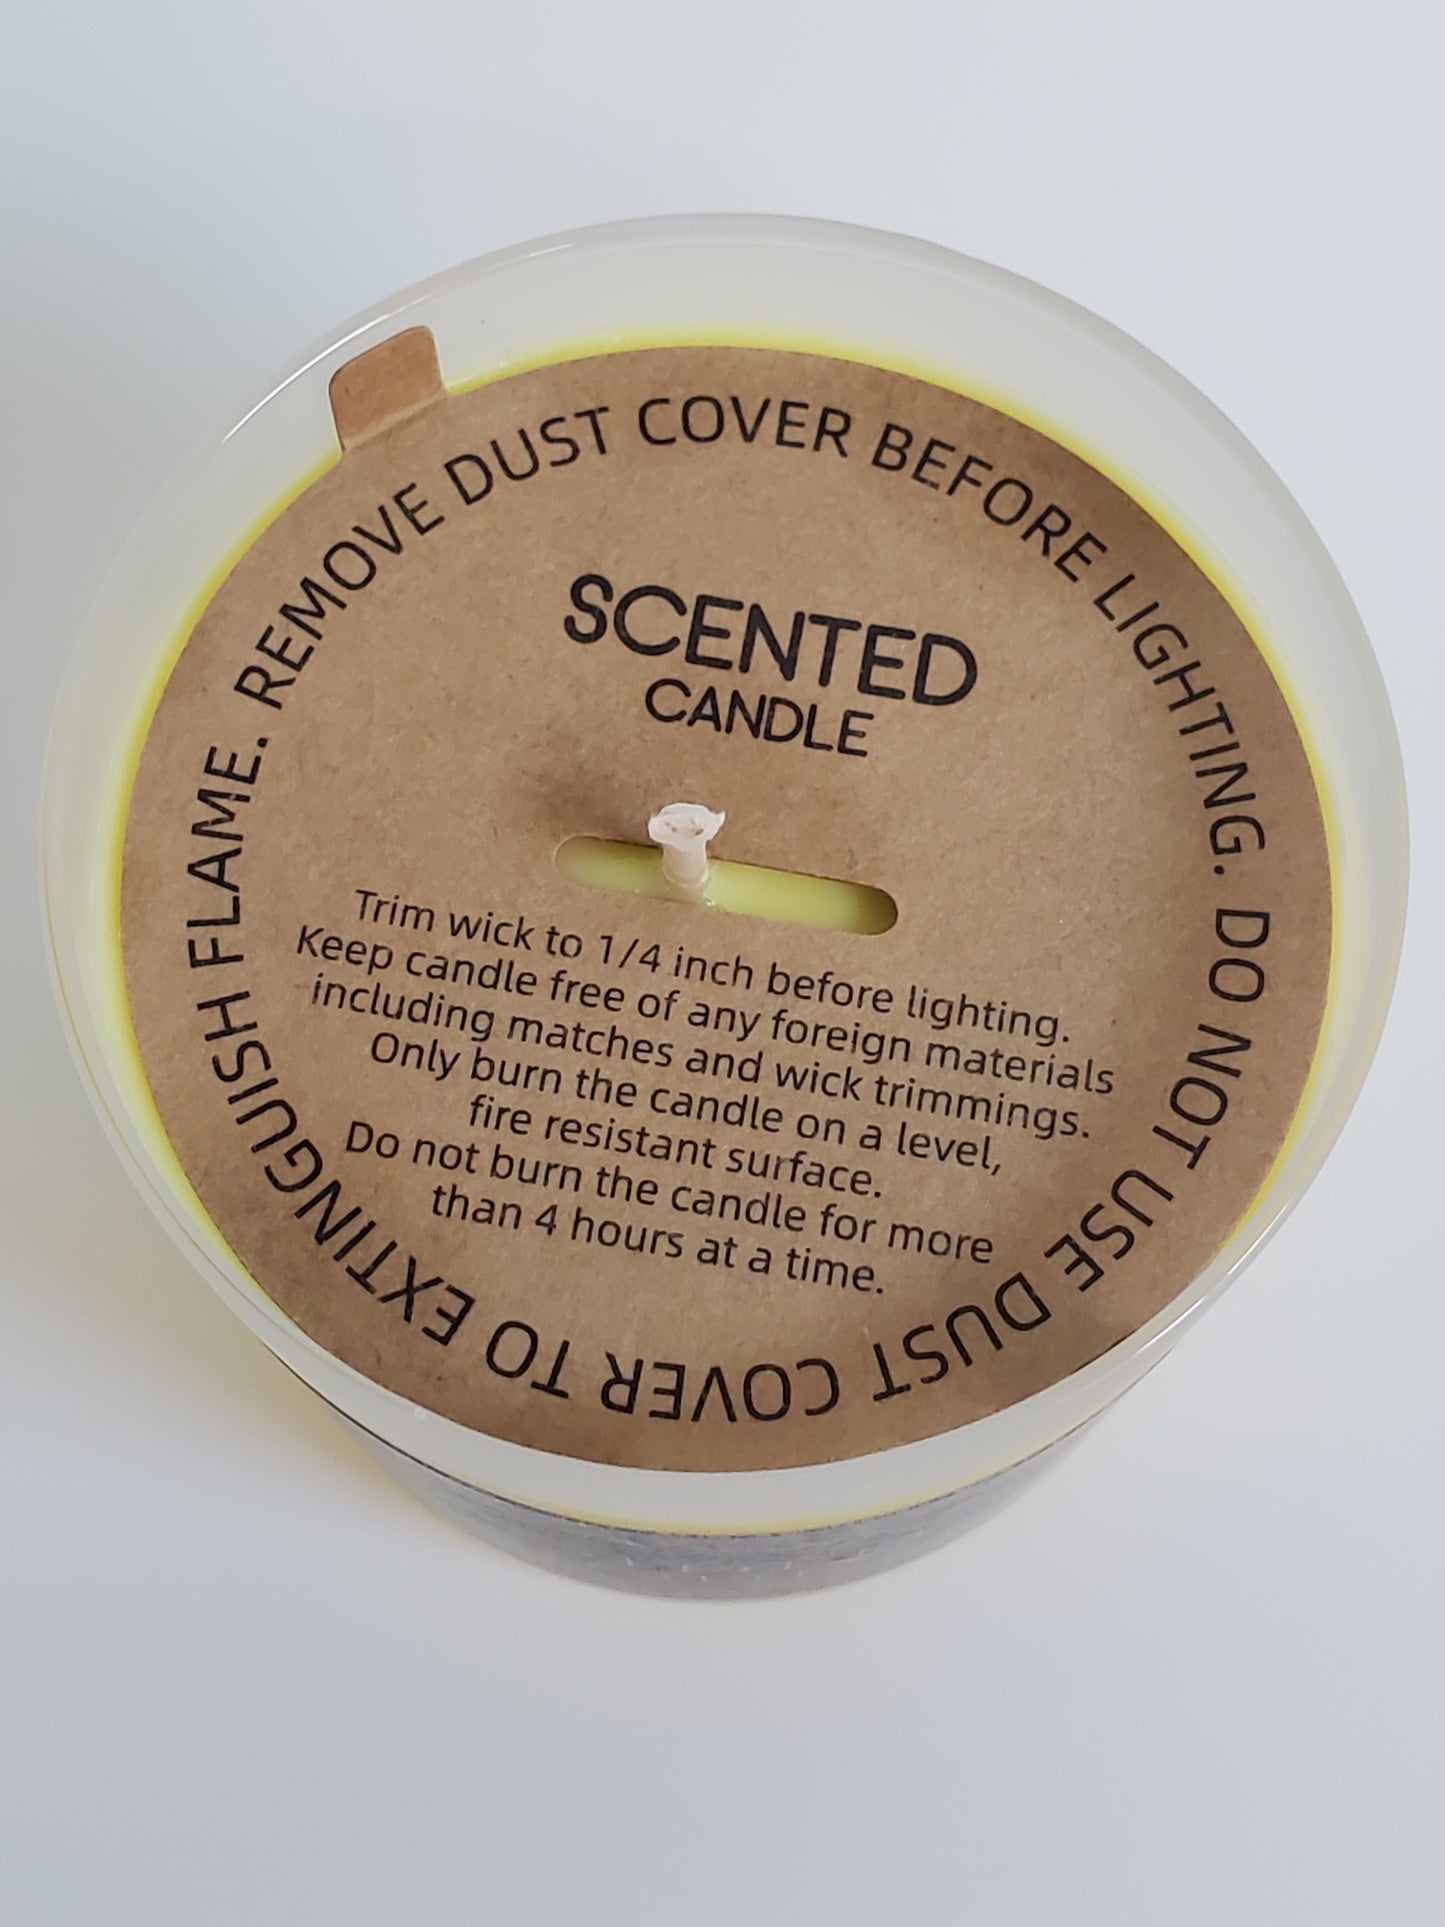 REMOVE DUST COVER BEFORE LIGHTING. DO NOT USE DUST COVER TO EXTINGUISH FLAME.
SCENTED
CANDLE
Trim wick to 1/4 inch before lighting.
Keep candle free of any foreign materials
including matches and wick trimmings.
Only burn the candle on a level,
fire resistant surface.
Do not burn the candle for more
than 4 hours at a time.